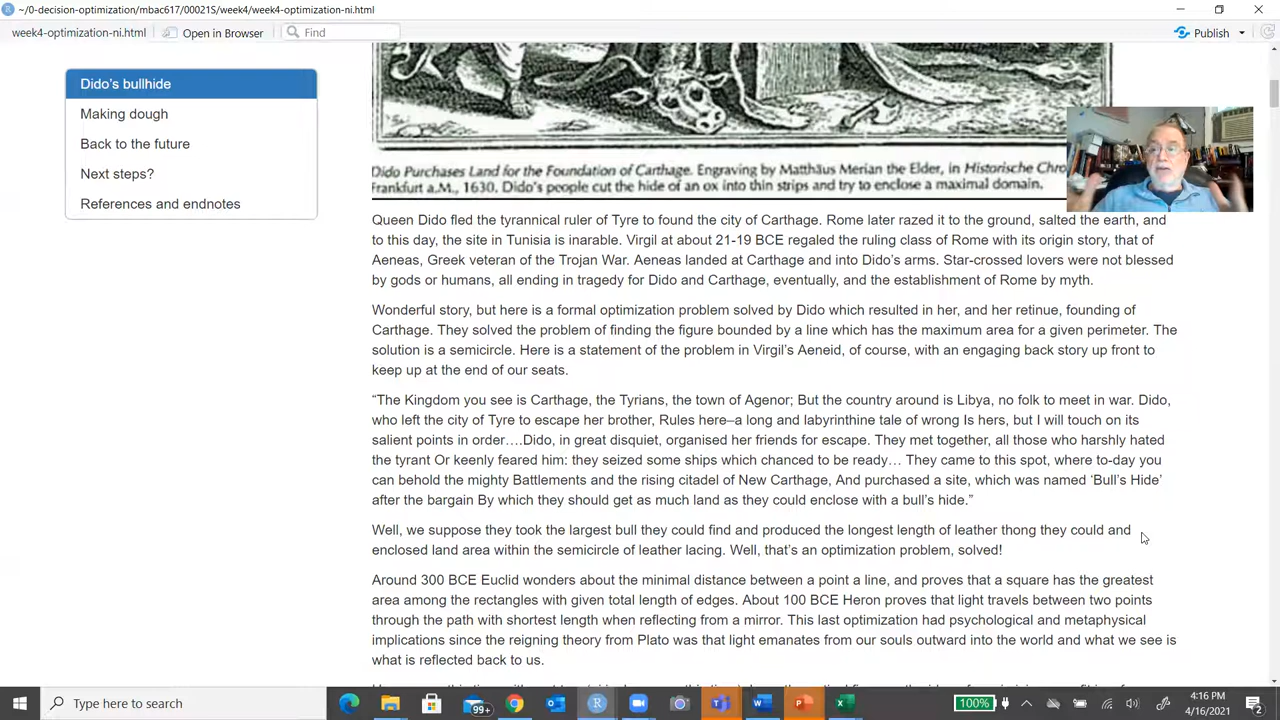 ~/0-decision-optimization/mbac617/00021S/week4/week4-optimization-ni.html
week4-optimization-ni.html
Open in Browser
Find
Publish
Dido's bullhide
Making dough
Back to the future
Next steps?
References and endnotes
Dido Purchases Land for the Foundation of Carthage. Engraving by Matthäus Merian the Elder, in Historische Chro
Frankfurt a.M., 1630. Dido's people cut the hide of an ox into thin strips and try to enclose a maximal domain.
Queen Dido fled the tyrannical ruler of Tyre to found the city of Carthage. Rome later razed it to the ground, salted the earth, and
to this day, the site in Tunisia is inarable. Virgil at about 21-19 BCE regaled the ruling class of Rome with its origin story, that of
Aeneas, Greek veteran of the Trojan War. Aeneas landed at Carthage and into Dido's arms. Star-crossed lovers were not blessed
by gods or humans, all ending in tragedy for Dido and Carthage, eventually, and the establishment of Rome by myth.
Wonderful story, but here is a formal optimization problem solved by Dido which resulted in her, and her retinue, founding of
Carthage. They solved the problem of finding the figure bounded by a line which has the maximum area for a given perimeter. The
solution is a semicircle. Here is a statement of the problem in Virgil's Aeneid, of course, with an engaging back story up front to
keep up at the end of our seats.
“The Kingdom you see is Carthage, the Tyrians, the town of Agenor; But the country around is Libya, no folk to meet in war. Dido,
who left the city of Tyre to escape her brother, Rules here–a long and labyrinthine tale of wrong Is hers, but I will touch on its
salient points in order….Dido, in great disquiet, organised her friends for escape. They met together, all those who harshly hated
the tyrant Or keenly feared him: they seized some ships which chanced to be ready… They came to this spot, where to-day you
can behold the mighty Battlements and the rising citadel of New Carthage, And purchased a site, which was named ‘Bull's Hide’
after the bargain By which they should get as much land as they could enclose with a bull's hide.”
Well, we suppose they took the largest bull they could find and produced the longest length of leather thong they could and
enclosed land area within the semicircle of leather lacing. Well, that's an optimization problem, solved!
Around 300 BCE Euclid wonders about the minimal distance between a point a line, and proves that a square has the greatest
area among the rectangles with given total length of edges. About 100 BCE Heron proves that light travels between two points
through the path with shortest length when reflecting from a mirror. This last optimization had psychological and metaphysical
implications since the reigning theory from Plato was that light emanates from our souls outward into the world and what we see is
what is reflected back to us.
Type here to search
99+
100%
4:16 PM
4/16/2021
2